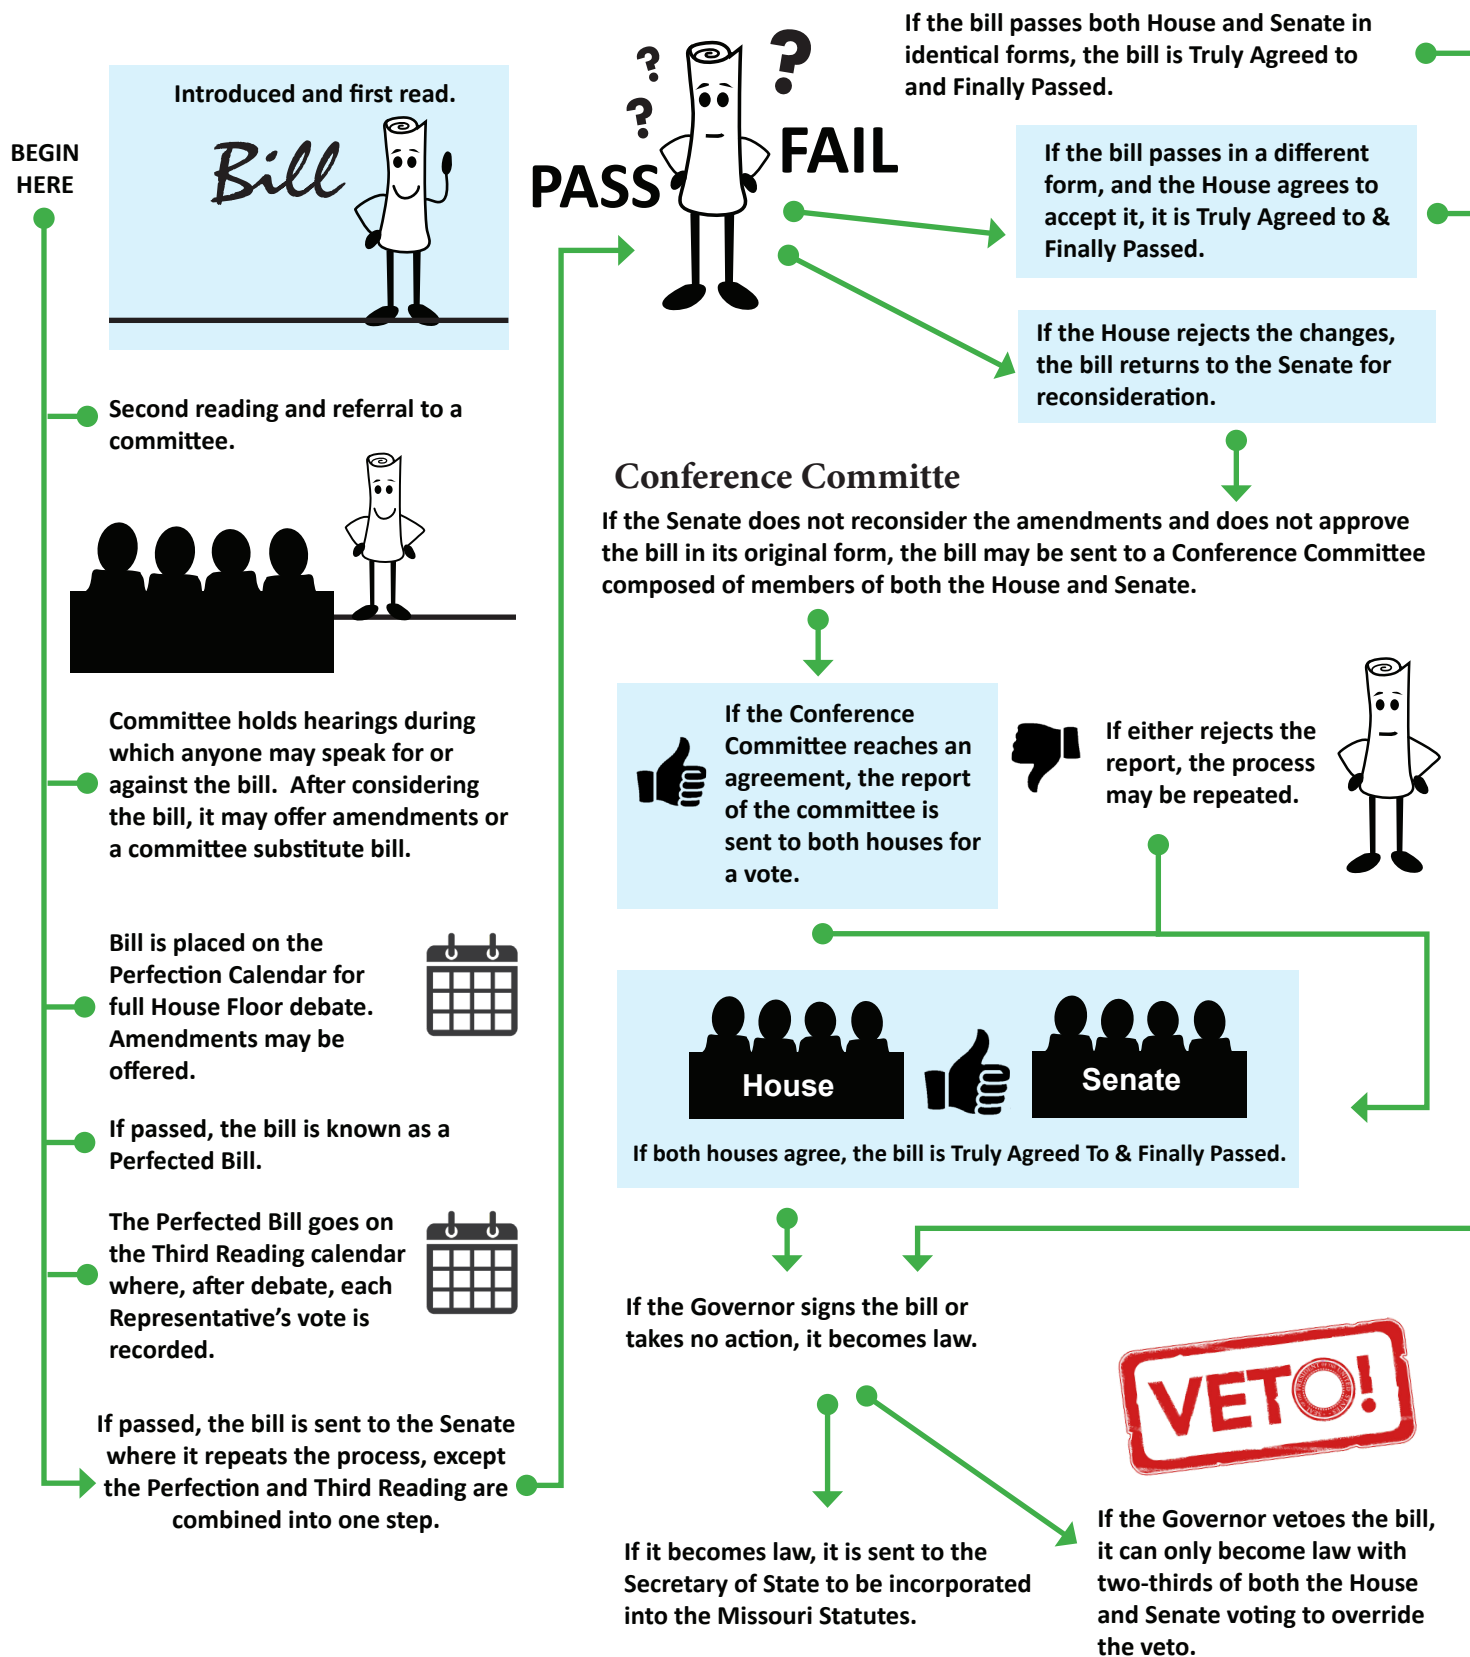 BEGIN
HERE
Introduced and first read.
Bill
Second reading and referral to a
committee.
Committee holds hearings during
which anyone may speak for or
against the bill.  After considering
the bill, it may offer amendments or
a committee substitute bill.
Bill is placed on the
Perfection Calendar for
full House Floor debate.
Amendments may be
offered.
If passed, the bill is known as a
Perfected Bill.
The Perfected Bill goes on
the Third Reading calendar
where, after debate, each
Representative’s vote is
recorded.
If passed, the bill is sent to the Senate
where it repeats the process, except
the Perfection and Third Reading are
combined into one step.
? ? ?
PASS
FAIL
If the bill passes both House and Senate in
identical forms, the bill is Truly Agreed to
and Finally Passed.
If the bill passes in a different
form, and the House agrees to
accept it, it is Truly Agreed to &
Finally Passed.
If the House rejects the changes,
the bill returns to the Senate for
reconsideration.
Conference Committe
If the Senate does not reconsider the amendments and does not approve
the bill in its original form, the bill may be sent to a Conference Committee
composed of members of both the House and Senate.
If the Conference
Committee reaches an
agreement, the report
of the committee is
sent to both houses for
a vote.
If either rejects the
report, the process
may be repeated.
House
Senate
If both houses agree, the bill is Truly Agreed To & Finally Passed.
If the Governor signs the bill or
takes no action, it becomes law.
VETO!
If it becomes law, it is sent to the
Secretary of State to be incorporated
into the Missouri Statutes.
If the Governor vetoes the bill,
it can only become law with
two-thirds of both the House
and Senate voting to override
the veto.